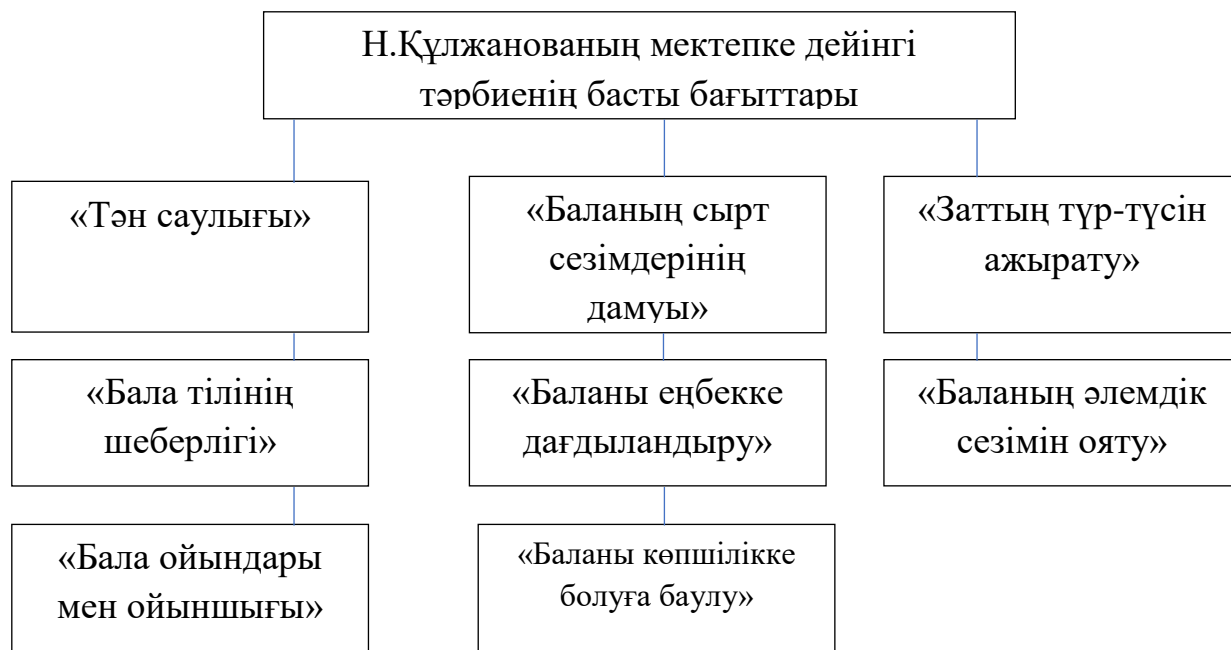 Н.Құлжанованың мектепке дейінгі
тәрбиенің басты бағыттары
«Тән саулығы»
«Баланың сырт
сезімдерінің
дамуы»
«Заттың түр-түсін
ажырату»
«Бала тілінің
шеберлігі»
«Баланы еңбекке
дағдыландыру»
«Баланың әлемдік
сезімін ояту»
«Бала ойындары
мен ойыншығы»
«Баланы көпшілікке
болуға баулу»